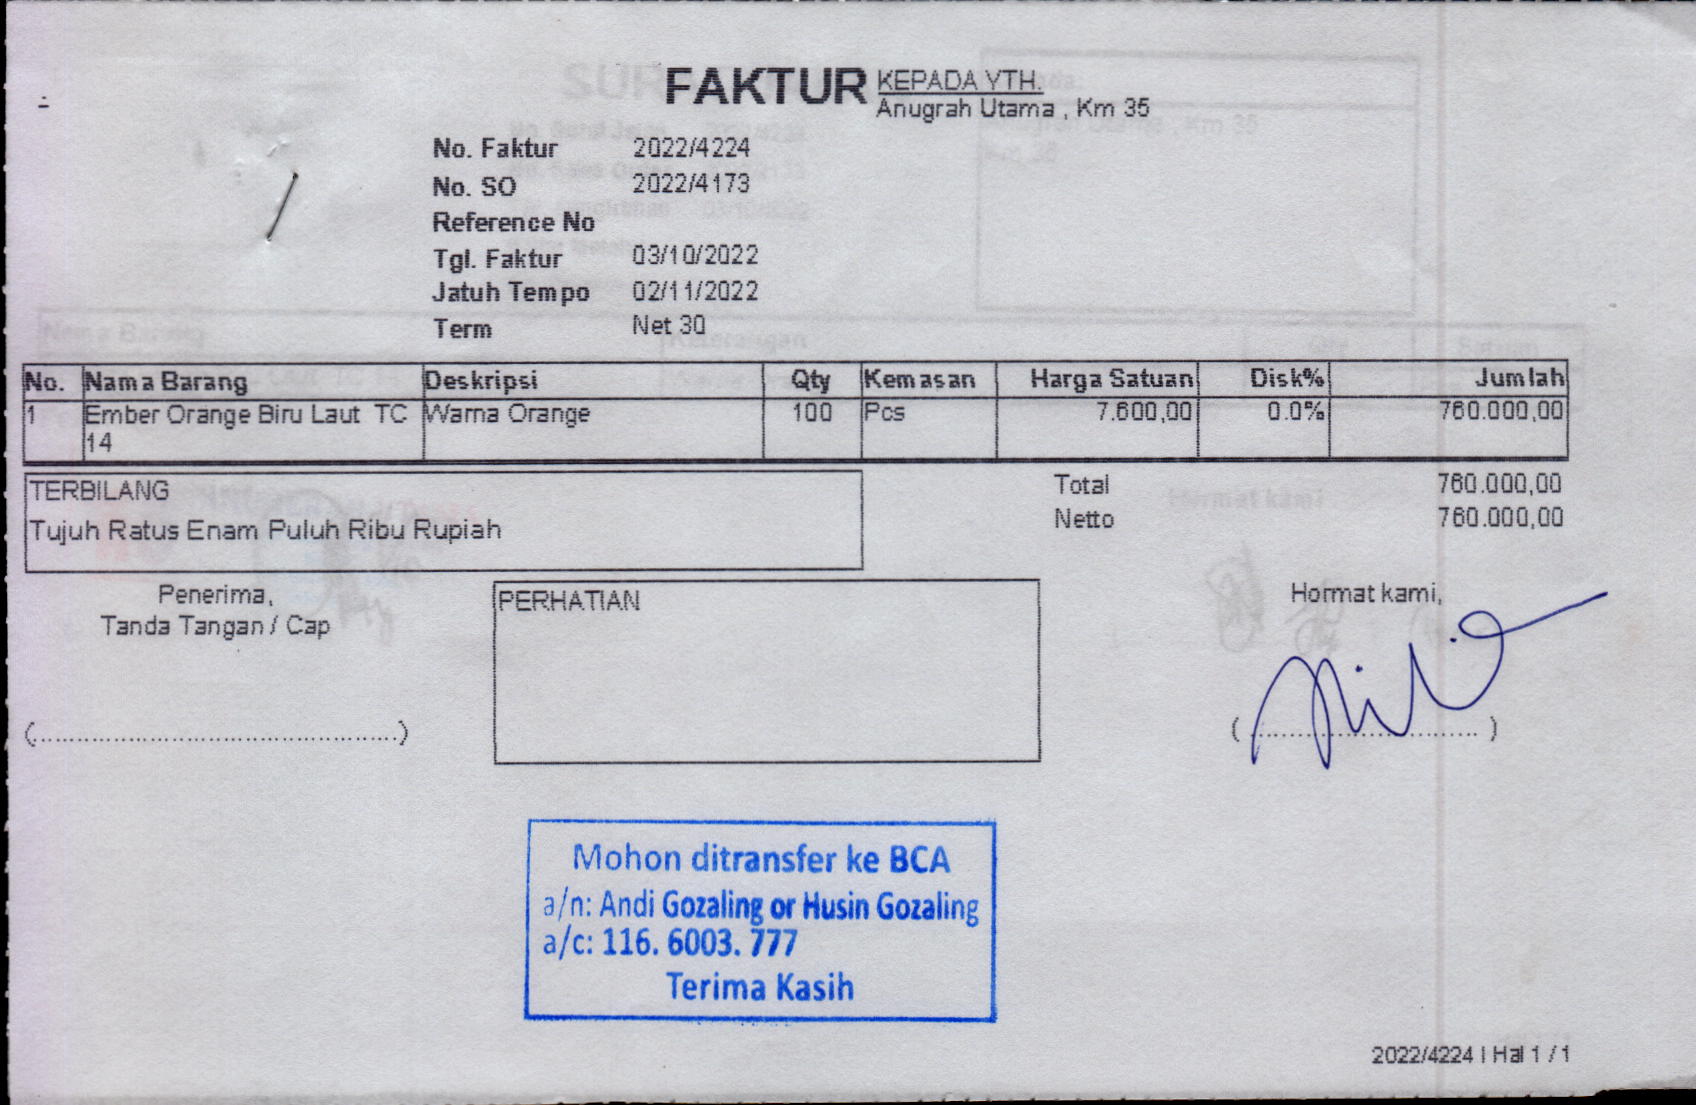 FAKTUR
KEPADA YTH.
Anugrah Utama , Km 35
No. Faktur 2022/4224
No. SO 2022/4173
Reference No
Tgl. Faktur 03/10/2022
Jatuh Tempo 02/11/2022
Term Net 30
No. Nama Barang Deskripsi Qty Kemasan Harga Satuan Disk% Jumlah
1 Ember Orange Biru Laut TC Warna Orange 100 Pcs 7.600,00 0.0% 760.000,00
14
TERBILANG
Tujuh Ratus Enam Puluh Ribu Rupiah
Total 760.000,00
Netto 760.000,00
Penerima,
Tanda Tangan / Cap
(............................................)
PERHATIAN
Hormat kami,
(............................)
Mohon ditransfer ke BCA
a/n: Andi Gozaling or Husin Gozaling
a/c: 116. 6003. 777
Terima Kasih
2022/4224 | Hal 1 / 1